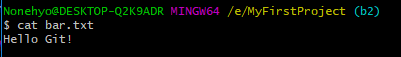 Nonehyo@DESKTOP-Q2K9ADR MINGW64 /e/MyFirstProject (b2)
$ cat bar.txt
Hello Git!